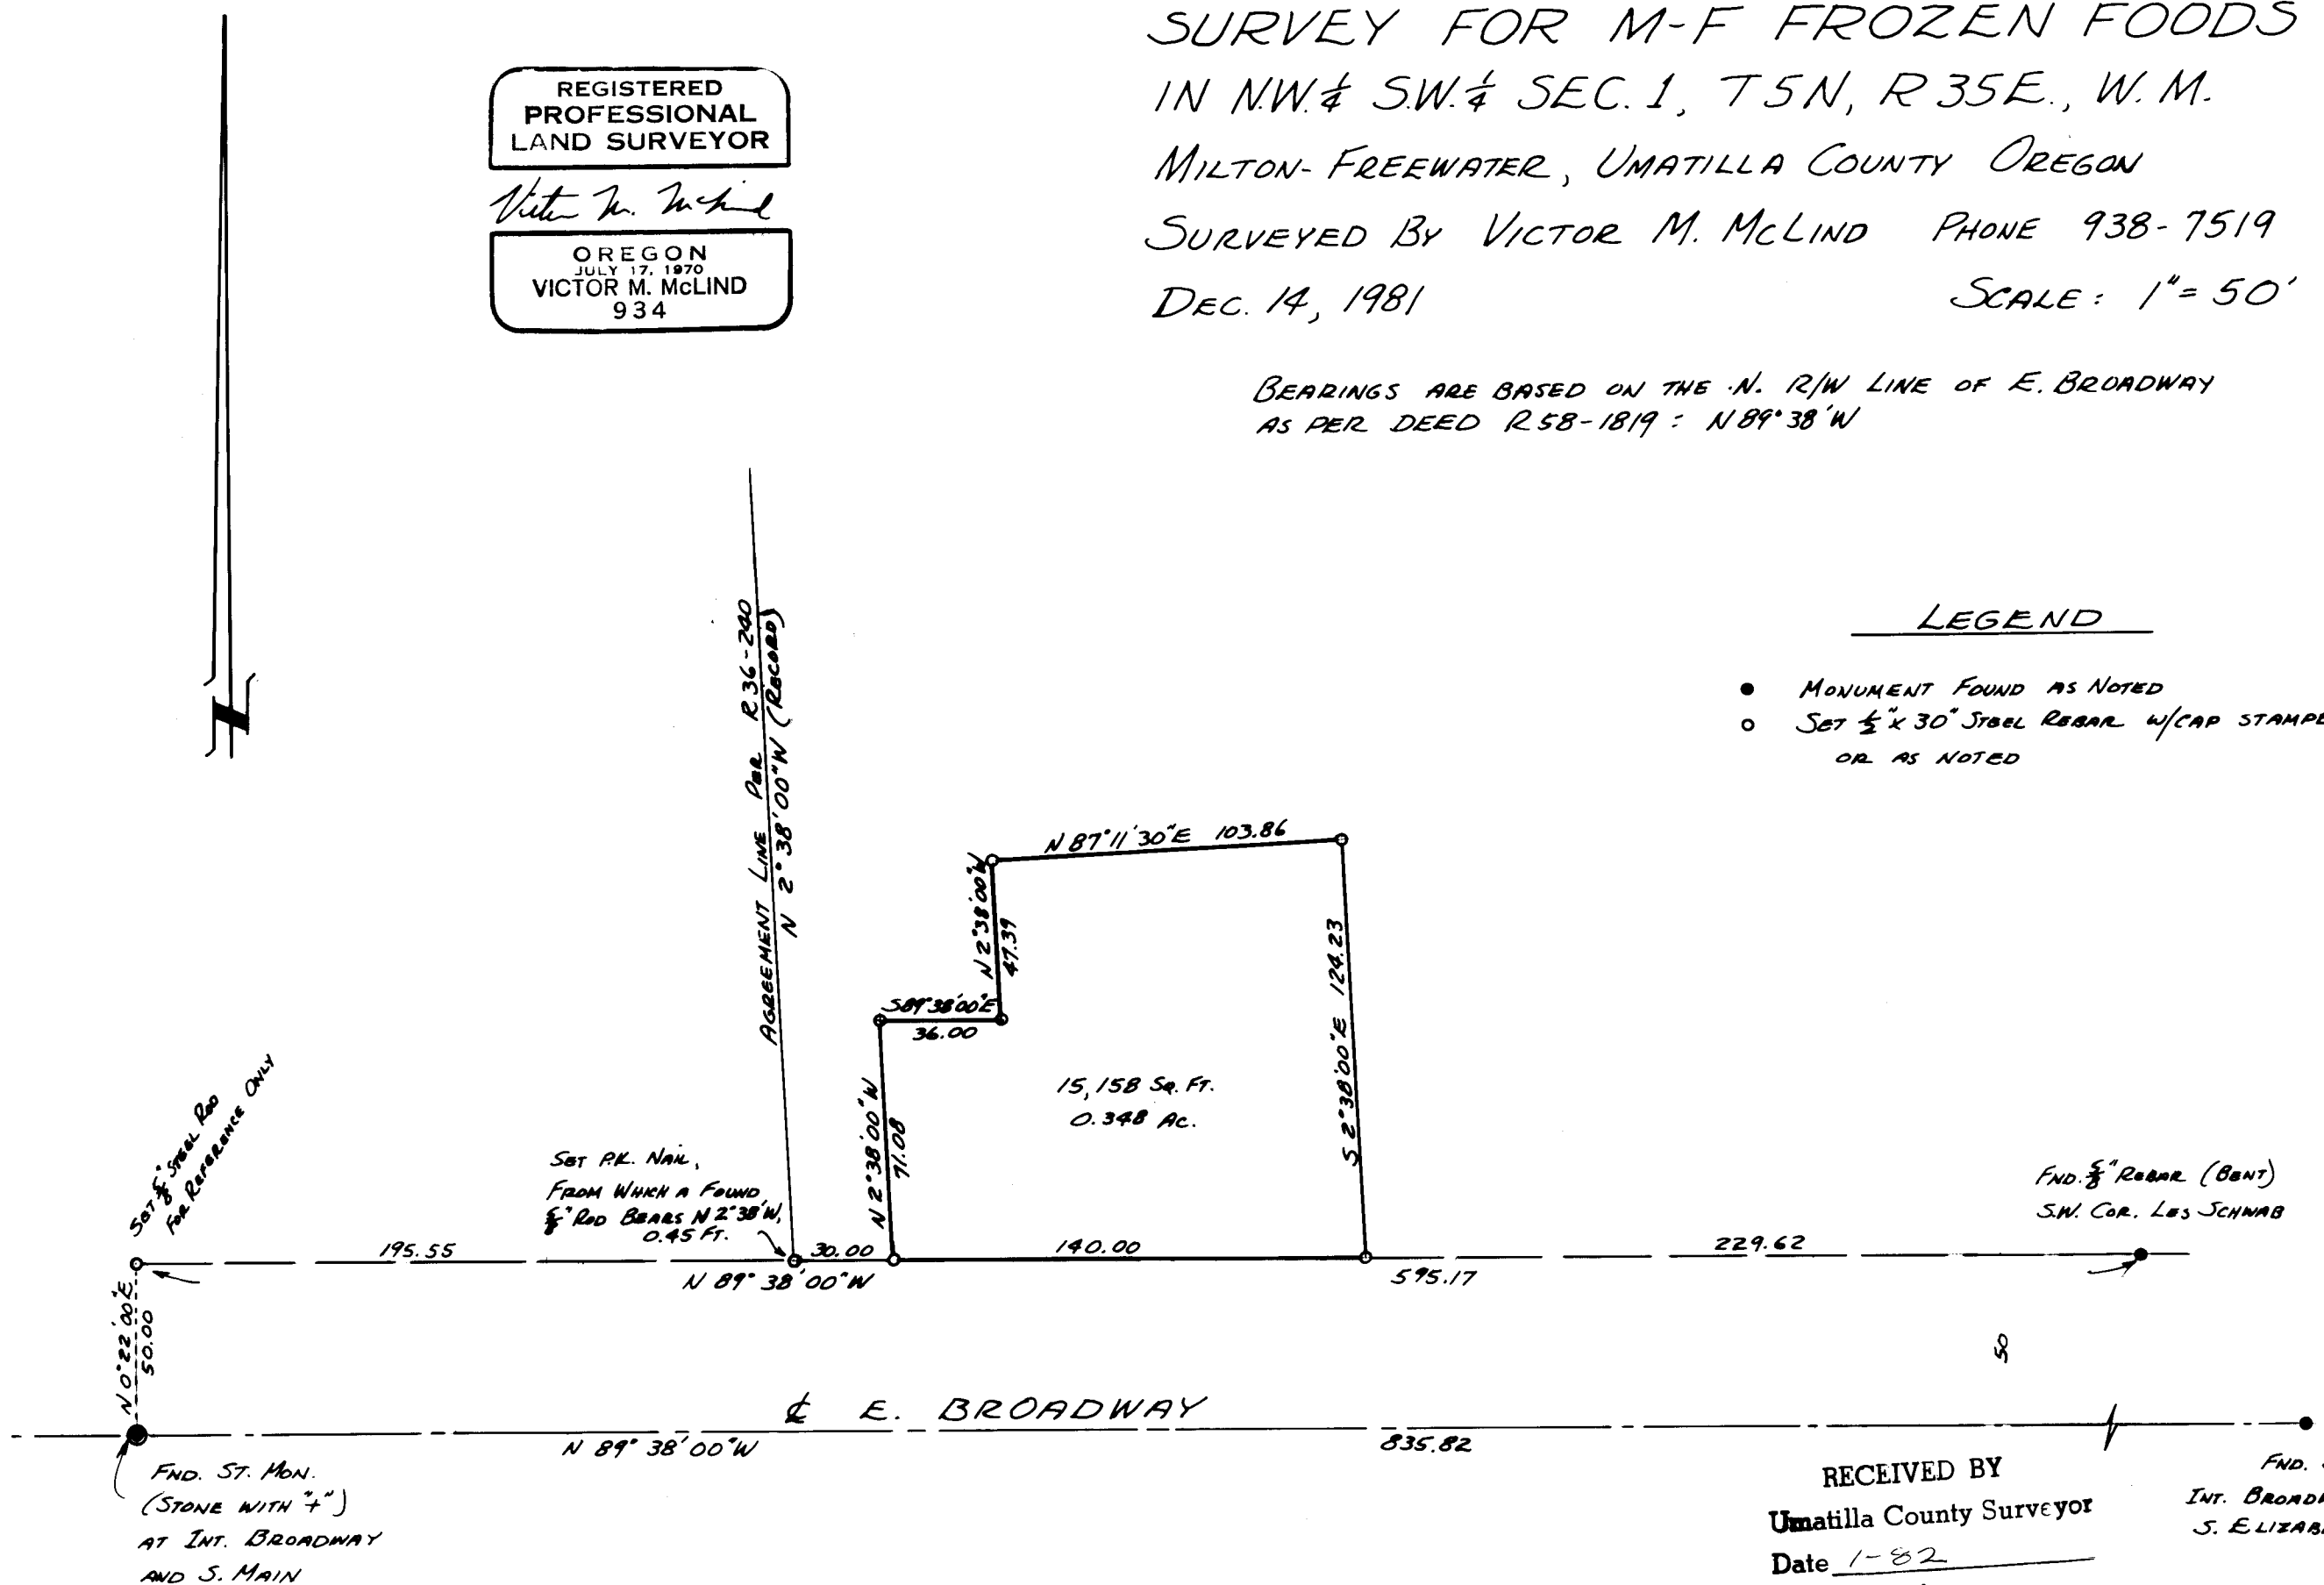 SURVEY FOR M-F FROZEN FOODS
IN N.W.¼ S.W.¼ SEC. 1, T5N, R35E., W.M.
MILTON-FREEWATER, UMATILLA COUNTY OREGON
SURVEYED BY VICTOR M. MCLIND PHONE 938-7519
DEC. 14, 1981
SCALE: 1"= 50'
REGISTERED
PROFESSIONAL
LAND SURVEYOR
Victor M. McLind
OREGON
JULY 17, 1970
VICTOR M. McLIND
934
BEARINGS ARE BASED ON THE N. R/W LINE OF E. BROADWAY
AS PER DEED R58-1819 : N89°38'W
LEGEND
MONUMENT FOUND AS NOTED
SET ½" X 30" STEEL REBAR W/CAP STAMPE
OR AS NOTED
N
AGREEMENT LINE PER R36-240
N 2°38'00"W (RECORD)
N 87°11'30"E 103.86
N 2°38'00"W
47.39
S89°38'00"E
36.00
S 2°38'00"E 124.23
15,158 SQ. FT.
0.348 AC.
N 2°38'00"W
71.08
SET ⅝" STEEL ROD
FOR REFERENCE ONLY
SET P.K. NAIL,
FROM WHICH A FOUND
⅝" ROD BEARS N 2°38'W,
0.45 FT.
FND. ⅝" REBAR (BENT)
S.W. COR. LES SCHWAB
195.55
30.00
140.00
229.62
N 89° 38' 00" W
595.17
N 0°22'00"E
50.00
50
℄ E. BROADWAY
N 89° 38' 00" W
835.82
FND. ST. MON.
(STONE WITH "+")
AT INT. BROADWAY
AND S. MAIN
FND.
INT. BROADW
S. ELIZAB
RECEIVED BY
Umatilla County Surveyor
Date 1-82